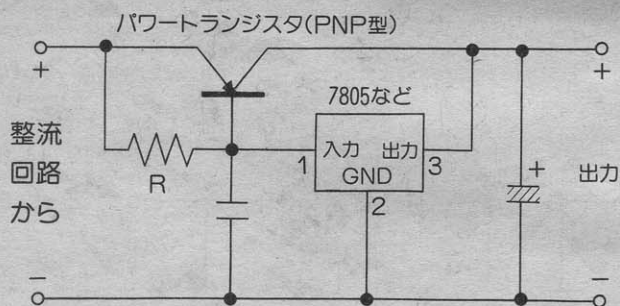 パワートランジスタ(PNP型)
+
+
7805など
整流
回路
から
R
1
入力
出力
3
GND
2
+
出力
−
−